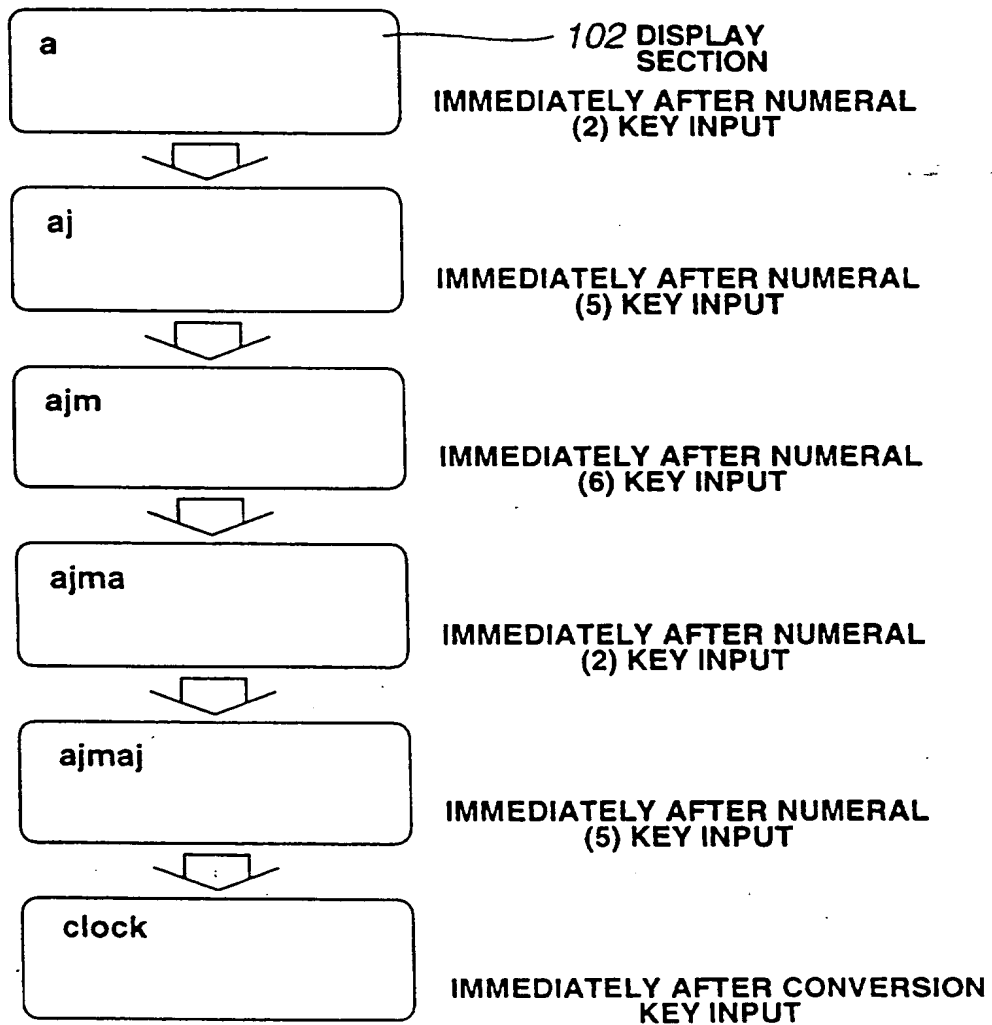 a
102 DISPLAY
SECTION
IMMEDIATELY AFTER NUMERAL
(2) KEY INPUT
aj
IMMEDIATELY AFTER NUMERAL
(5) KEY INPUT
ajm
IMMEDIATELY AFTER NUMERAL
(6) KEY INPUT
ajma
IMMEDIATELY AFTER NUMERAL
(2) KEY INPUT
ajmaj
IMMEDIATELY AFTER NUMERAL
(5) KEY INPUT
clock
IMMEDIATELY AFTER CONVERSION
KEY INPUT